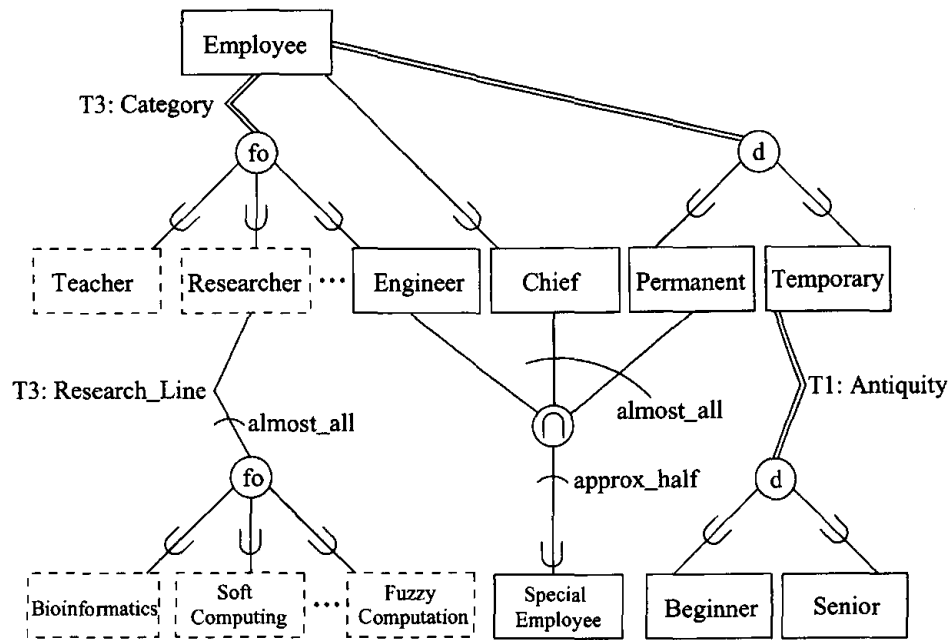 Employee
T3: Category
fo
d
Teacher
Researcher
...
Engineer
Chief
Permanent
Temporary
T3: Research_Line
almost_all
almost_all
T1: Antiquity
fo
approx_half
d
Bioinformatics
Soft
Computing
...
Fuzzy
Computation
Special
Employee
Beginner
Senior